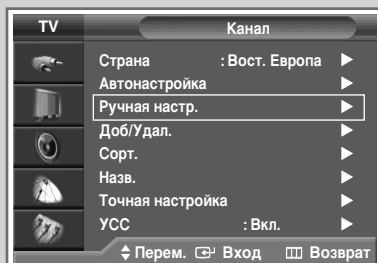 TV
Канал
Страна : Вост. Европа
Автонастройка
Ручная настр.
Доб/Удал.
Сорт.
Назв.
Точная настройка
УСС : Вкл.
Перем. Вход Возврат